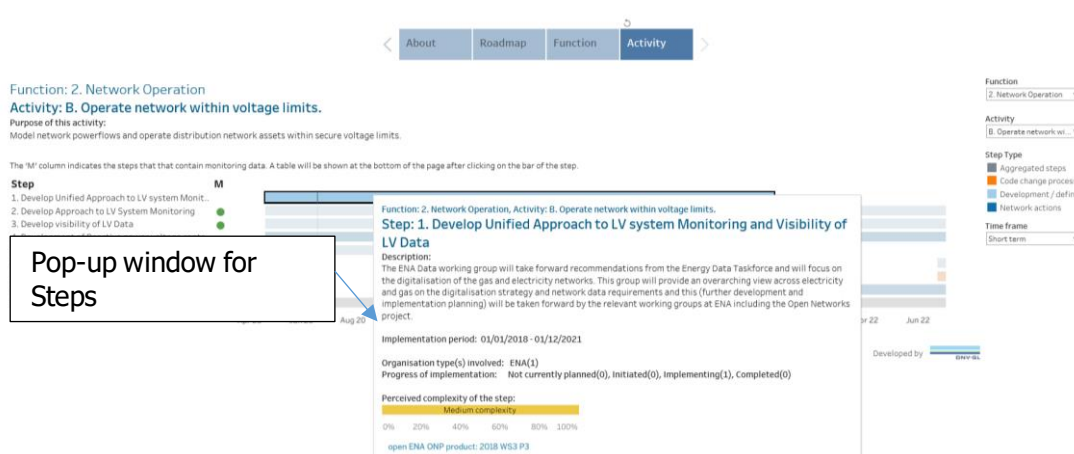 About Roadmap Function Activity
Function: 2. Network Operation
Activity: B. Operate network within voltage limits.
Purpose of this activity:
Model network powerflows and operate distribution network assets within secure voltage limits.
The "M" column indicates the steps that that contain monitoring data. A table will be shown at the bottom of the page after clicking on the bar of the step.
Step M
1. Develop Unified Approach to LV system Monit..
2. Develop Approach to LV System Monitoring
3. Develop visibility of LV Data
Pop-up window for
Steps
Aug 20
Function: 2. Network Operation, Activity: B. Operate network within voltage limits.
Step: 1. Develop Unified Approach to LV system Monitoring and Visibility of
LV Data
Description:
The ENA Data working group will take forward recommendations from the Energy Data Taskforce and will focus on
the digitalisation of the gas and electricity networks. This group will provide an overarching view across electricity
and gas on the digitalisation strategy and network data requirements and this (further development and
implementation planning) will be taken forward by the relevant working groups at ENA including the Open Networks
project.
Implementation period: 01/01/2018 - 01/12/2021
Organisation type(s) involved: ENA(1)
Progress of implementation: Not currently planned(0), Initiated(0), Implementing(1), Completed(0)
Perceived complexity of the step:
Medium complexity
0% 20% 40% 60% 80% 100%
open ENA ONP product: 2018 WS3 P3
22 Jun 22
Developed by DNV·GL
Function
2. Network Operation
Activity
B. Operate network wi...
Step Type
Aggregated steps
Code change proces
Development / defin
Network actions
Time frame
Short term